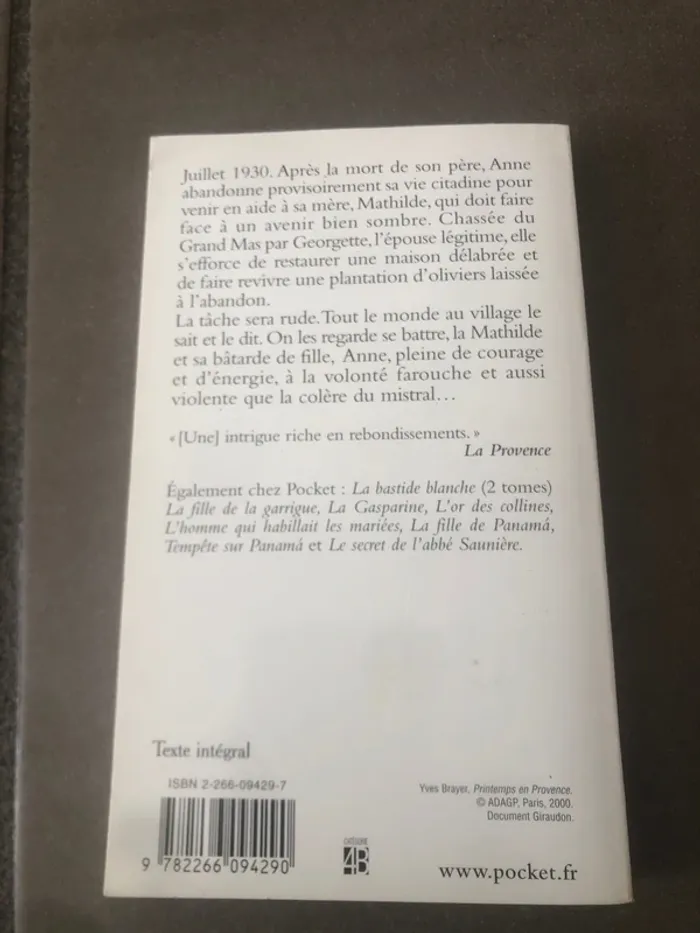 Juillet 1930. Après la mort de son père, Anne
abandonne provisoirement sa vie citadine pour
venir en aide à sa mère, Mathilde, qui doit faire
face à un avenir bien sombre. Chassée du
Grand Mas par Georgette, l'épouse légitime, elle
s'efforce de restaurer une maison délabrée et
de faire revivre une plantation d'oliviers laissée
à l'abandon.
La tâche sera rude. Tout le monde au village le
sait et le dit. On les regarde se battre, la Mathilde
et sa bâtarde de fille, Anne, pleine de courage
et d'énergie, à la volonté farouche et aussi
violente que la colère du mistral…
« [Une] intrigue riche en rebondissements. »
La Provence
Également chez Pocket : La bastide blanche (2 tomes)
La fille de la garrigue, La Gasparine, L'or des collines,
L'homme qui habillait les mariées, La fille de Panamá,
Tempête sur Panamá et Le secret de l'abbé Saunière.
Texte intégral
ISBN 2-266-09429-7
9 782266 094290
CATÉGORIE
4B
Yves Brayer, Printemps en Provence.
© ADAGP, Paris, 2000.
Document Giraudon.
www.pocket.fr